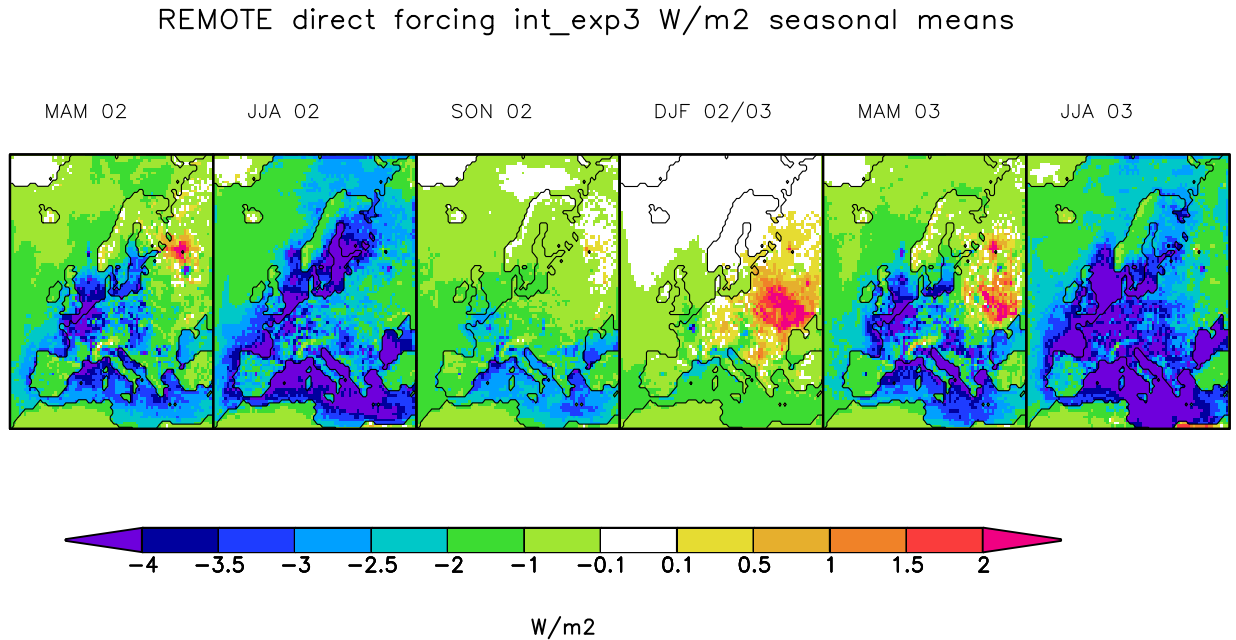 REMOTE direct forcing int_exp3 W/m2 seasonal means
MAM 02 JJA 02 SON 02 DJF 02/03 MAM 03 JJA 03
-4 -3.5 -3 -2.5 -2 -1 -0.1 0.1 0.5 1 1.5 2
W/m2